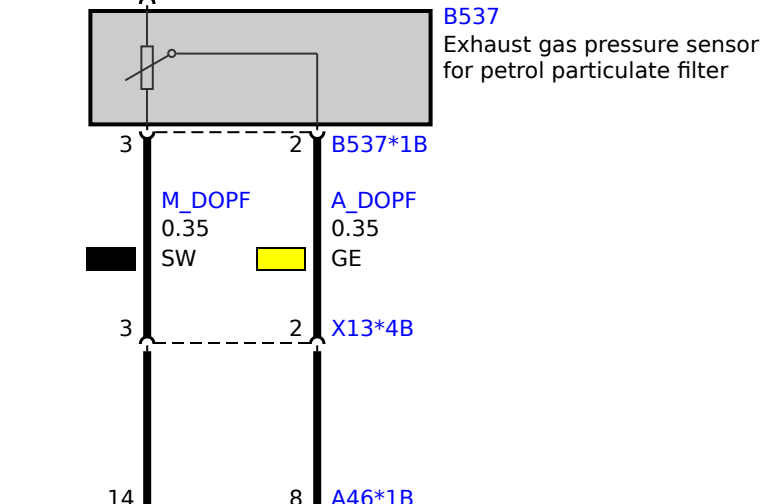 B537
Exhaust gas pressure sensor
for petrol particulate filter
3 2 B537*1B
M_DOPF A_DOPF
0.35 0.35
SW GE
3 2 X13*4B
14 8 A46*1B